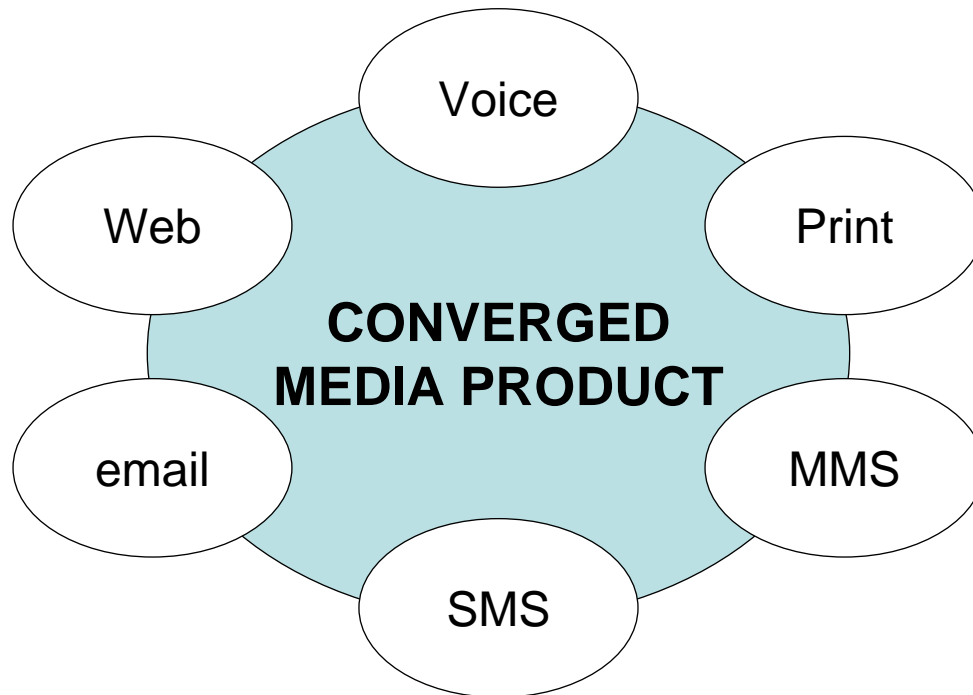 Voice
Web
Print
CONVERGED
MEDIA PRODUCT
email
MMS
SMS